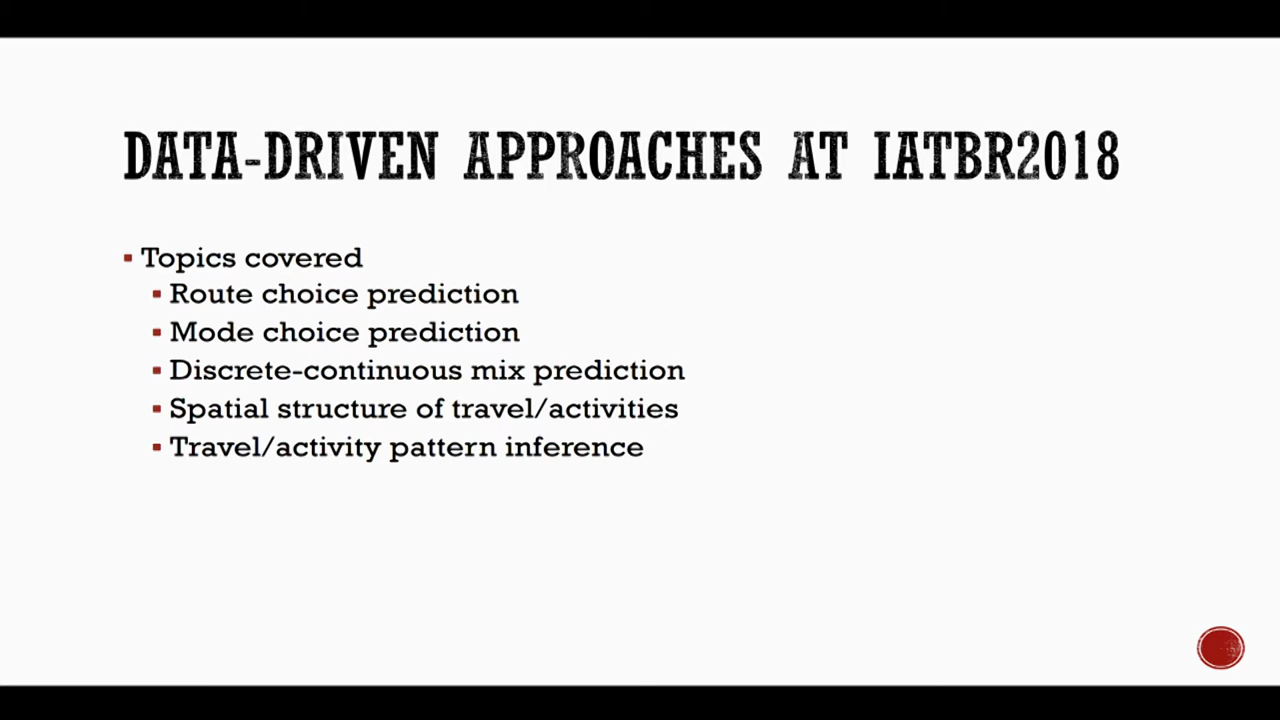 DATA-DRIVEN APPROACHES AT IATBR2018
Topics covered
Route choice prediction
Mode choice prediction
Discrete-continuous mix prediction
Spatial structure of travel/activities
Travel/activity pattern inference